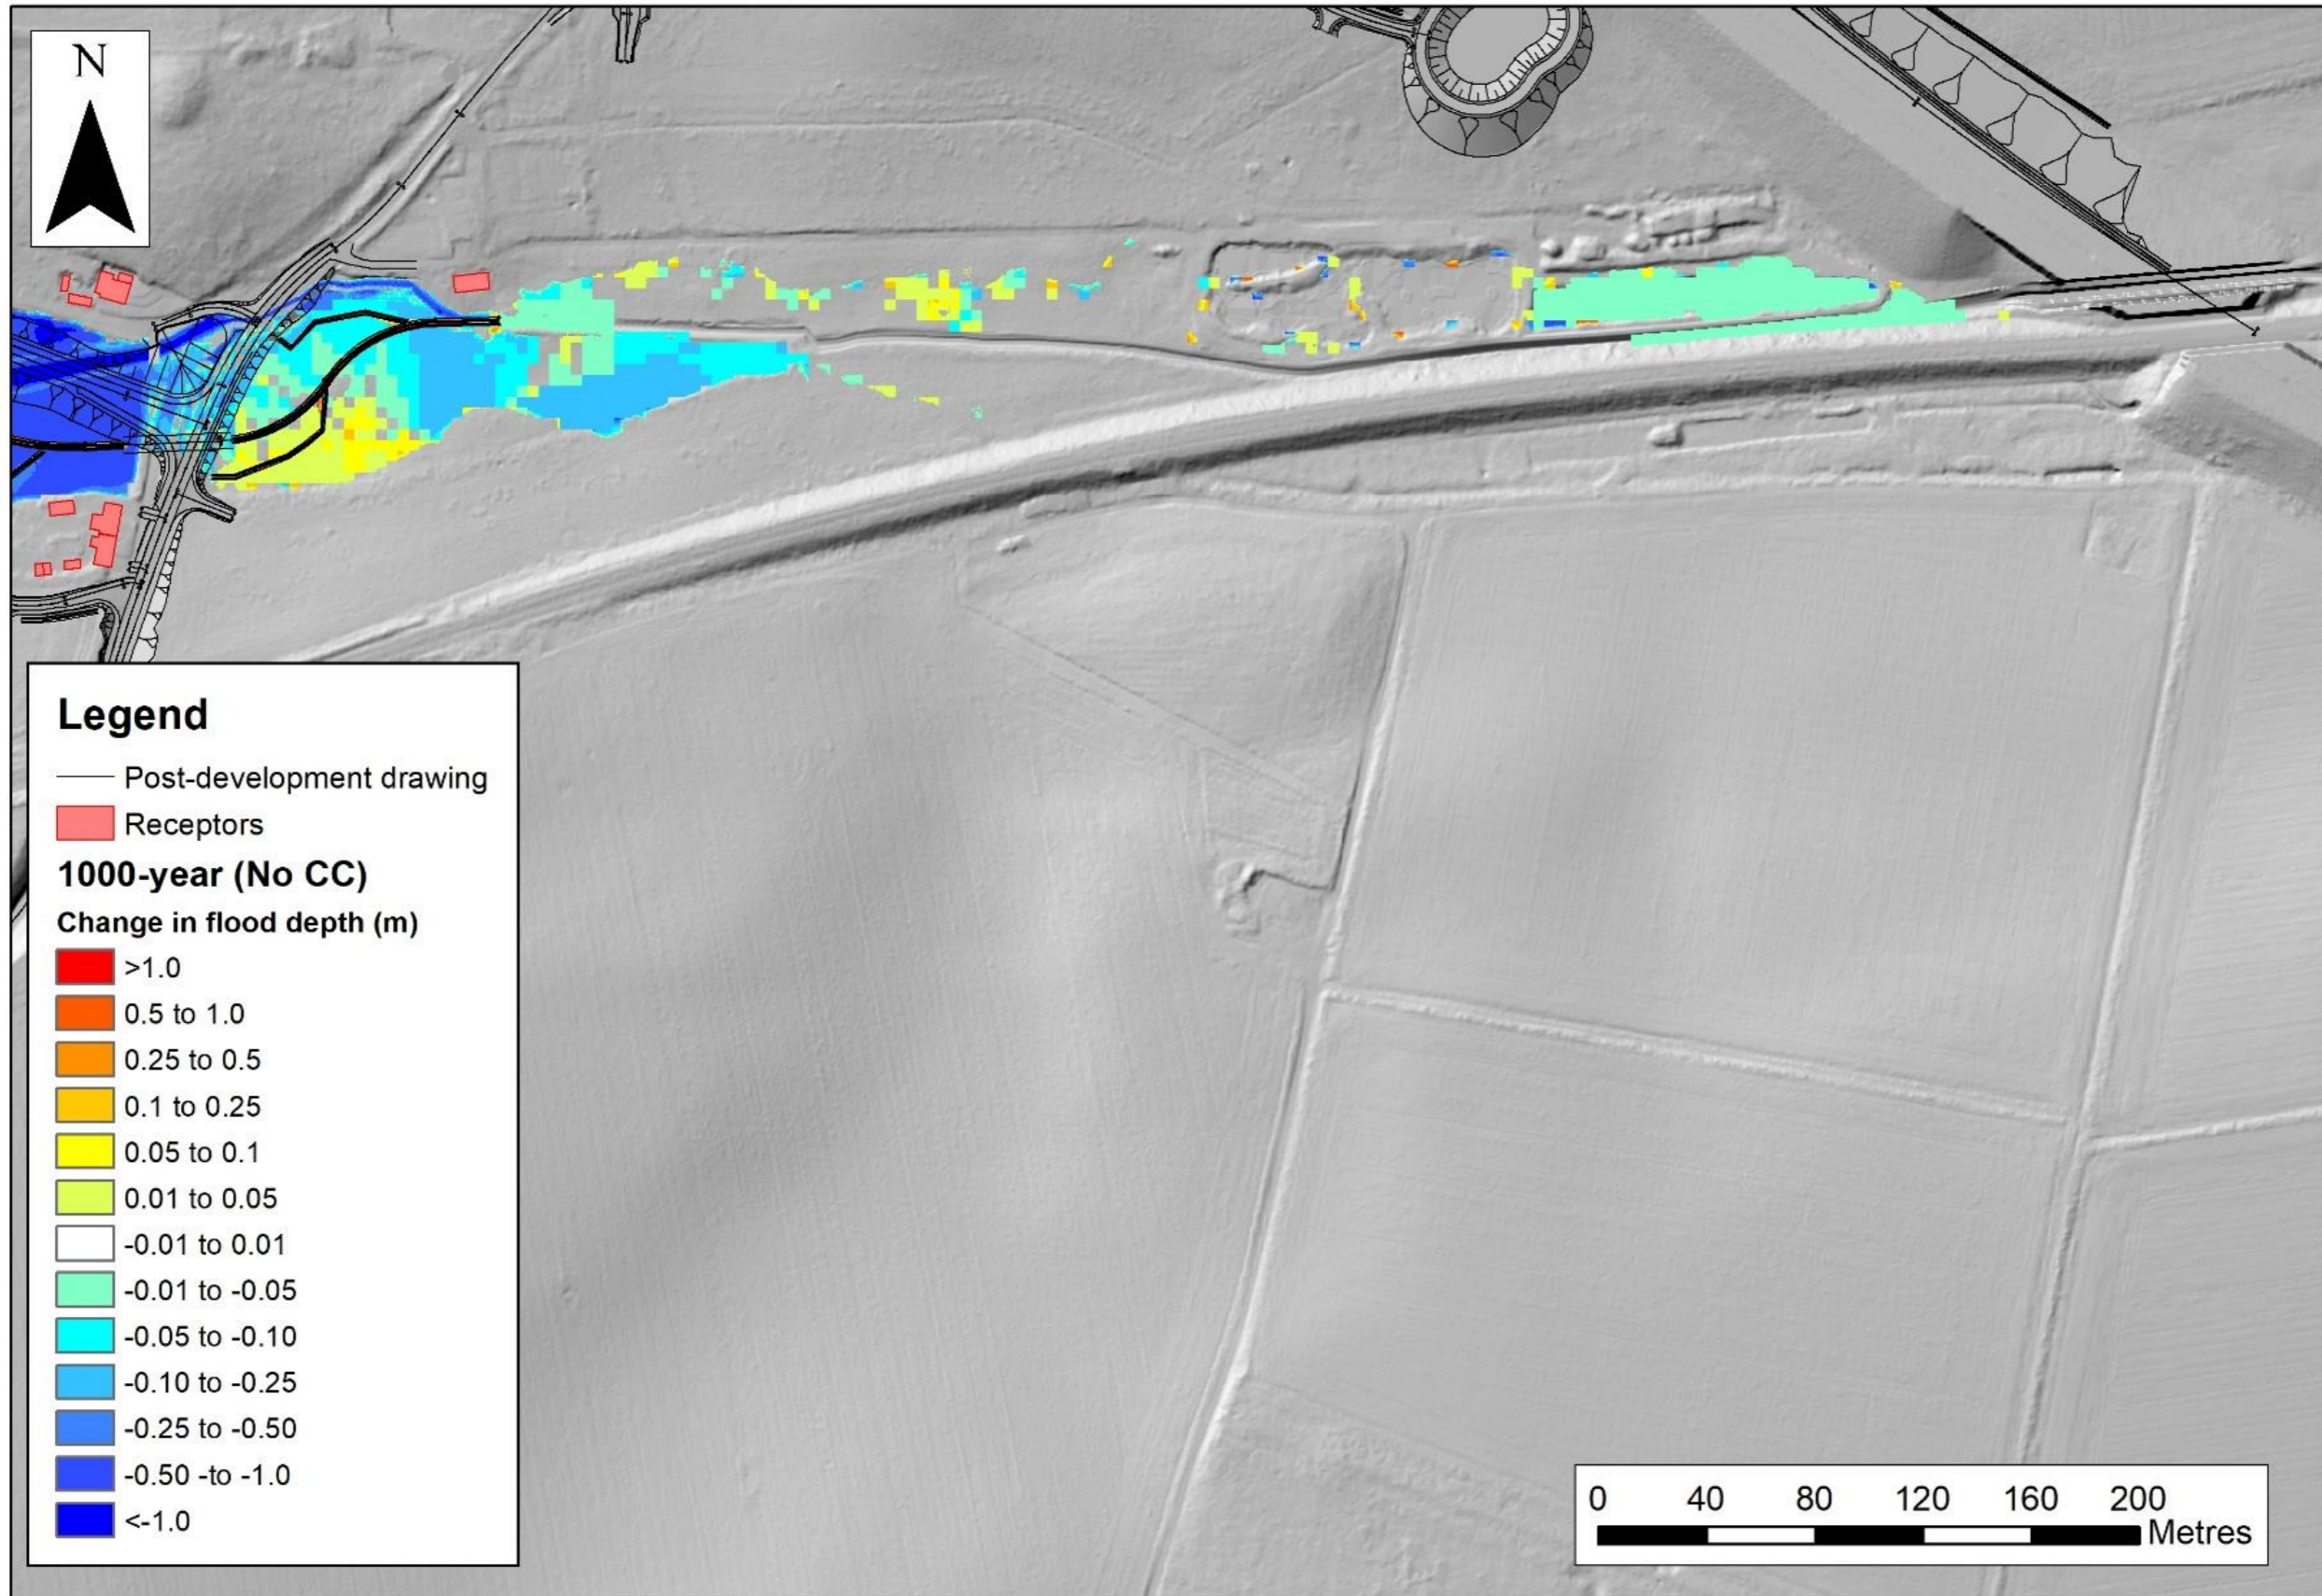 N
Legend
Post-development drawing
Receptors
1000-year (No CC)
Change in flood depth (m)
>1.0
0.5 to 1.0
0.25 to 0.5
0.1 to 0.25
0.05 to 0.1
0.01 to 0.05
-0.01 to 0.01
-0.01 to -0.05
-0.05 to -0.10
-0.10 to -0.25
-0.25 to -0.50
-0.50 -to -1.0
<-1.0
0 40 80 120 160 200
Metres